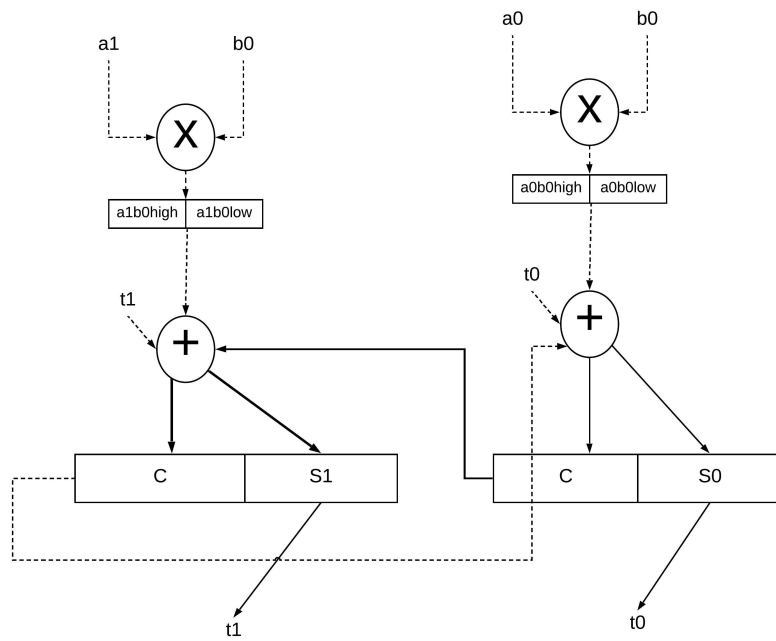 a1 b0
a0 b0
X
X
a1b0high a1b0low
a0b0high a0b0low
t1
t0
+
+
C S1
C S0
t1
t0